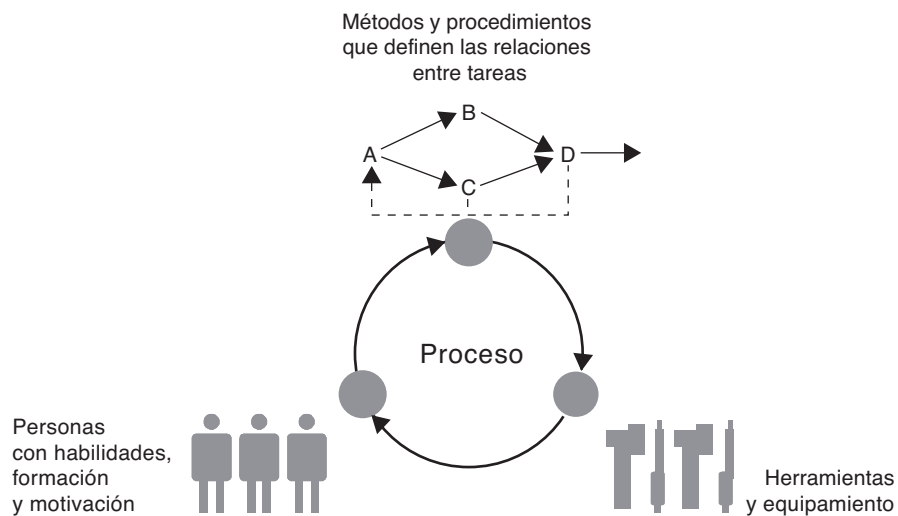 Métodos y procedimientos
que definen las relaciones
entre tareas
B
A
D
C
Proceso
Personas
con habilidades,
formación
y motivación
Herramientas
y equipamiento